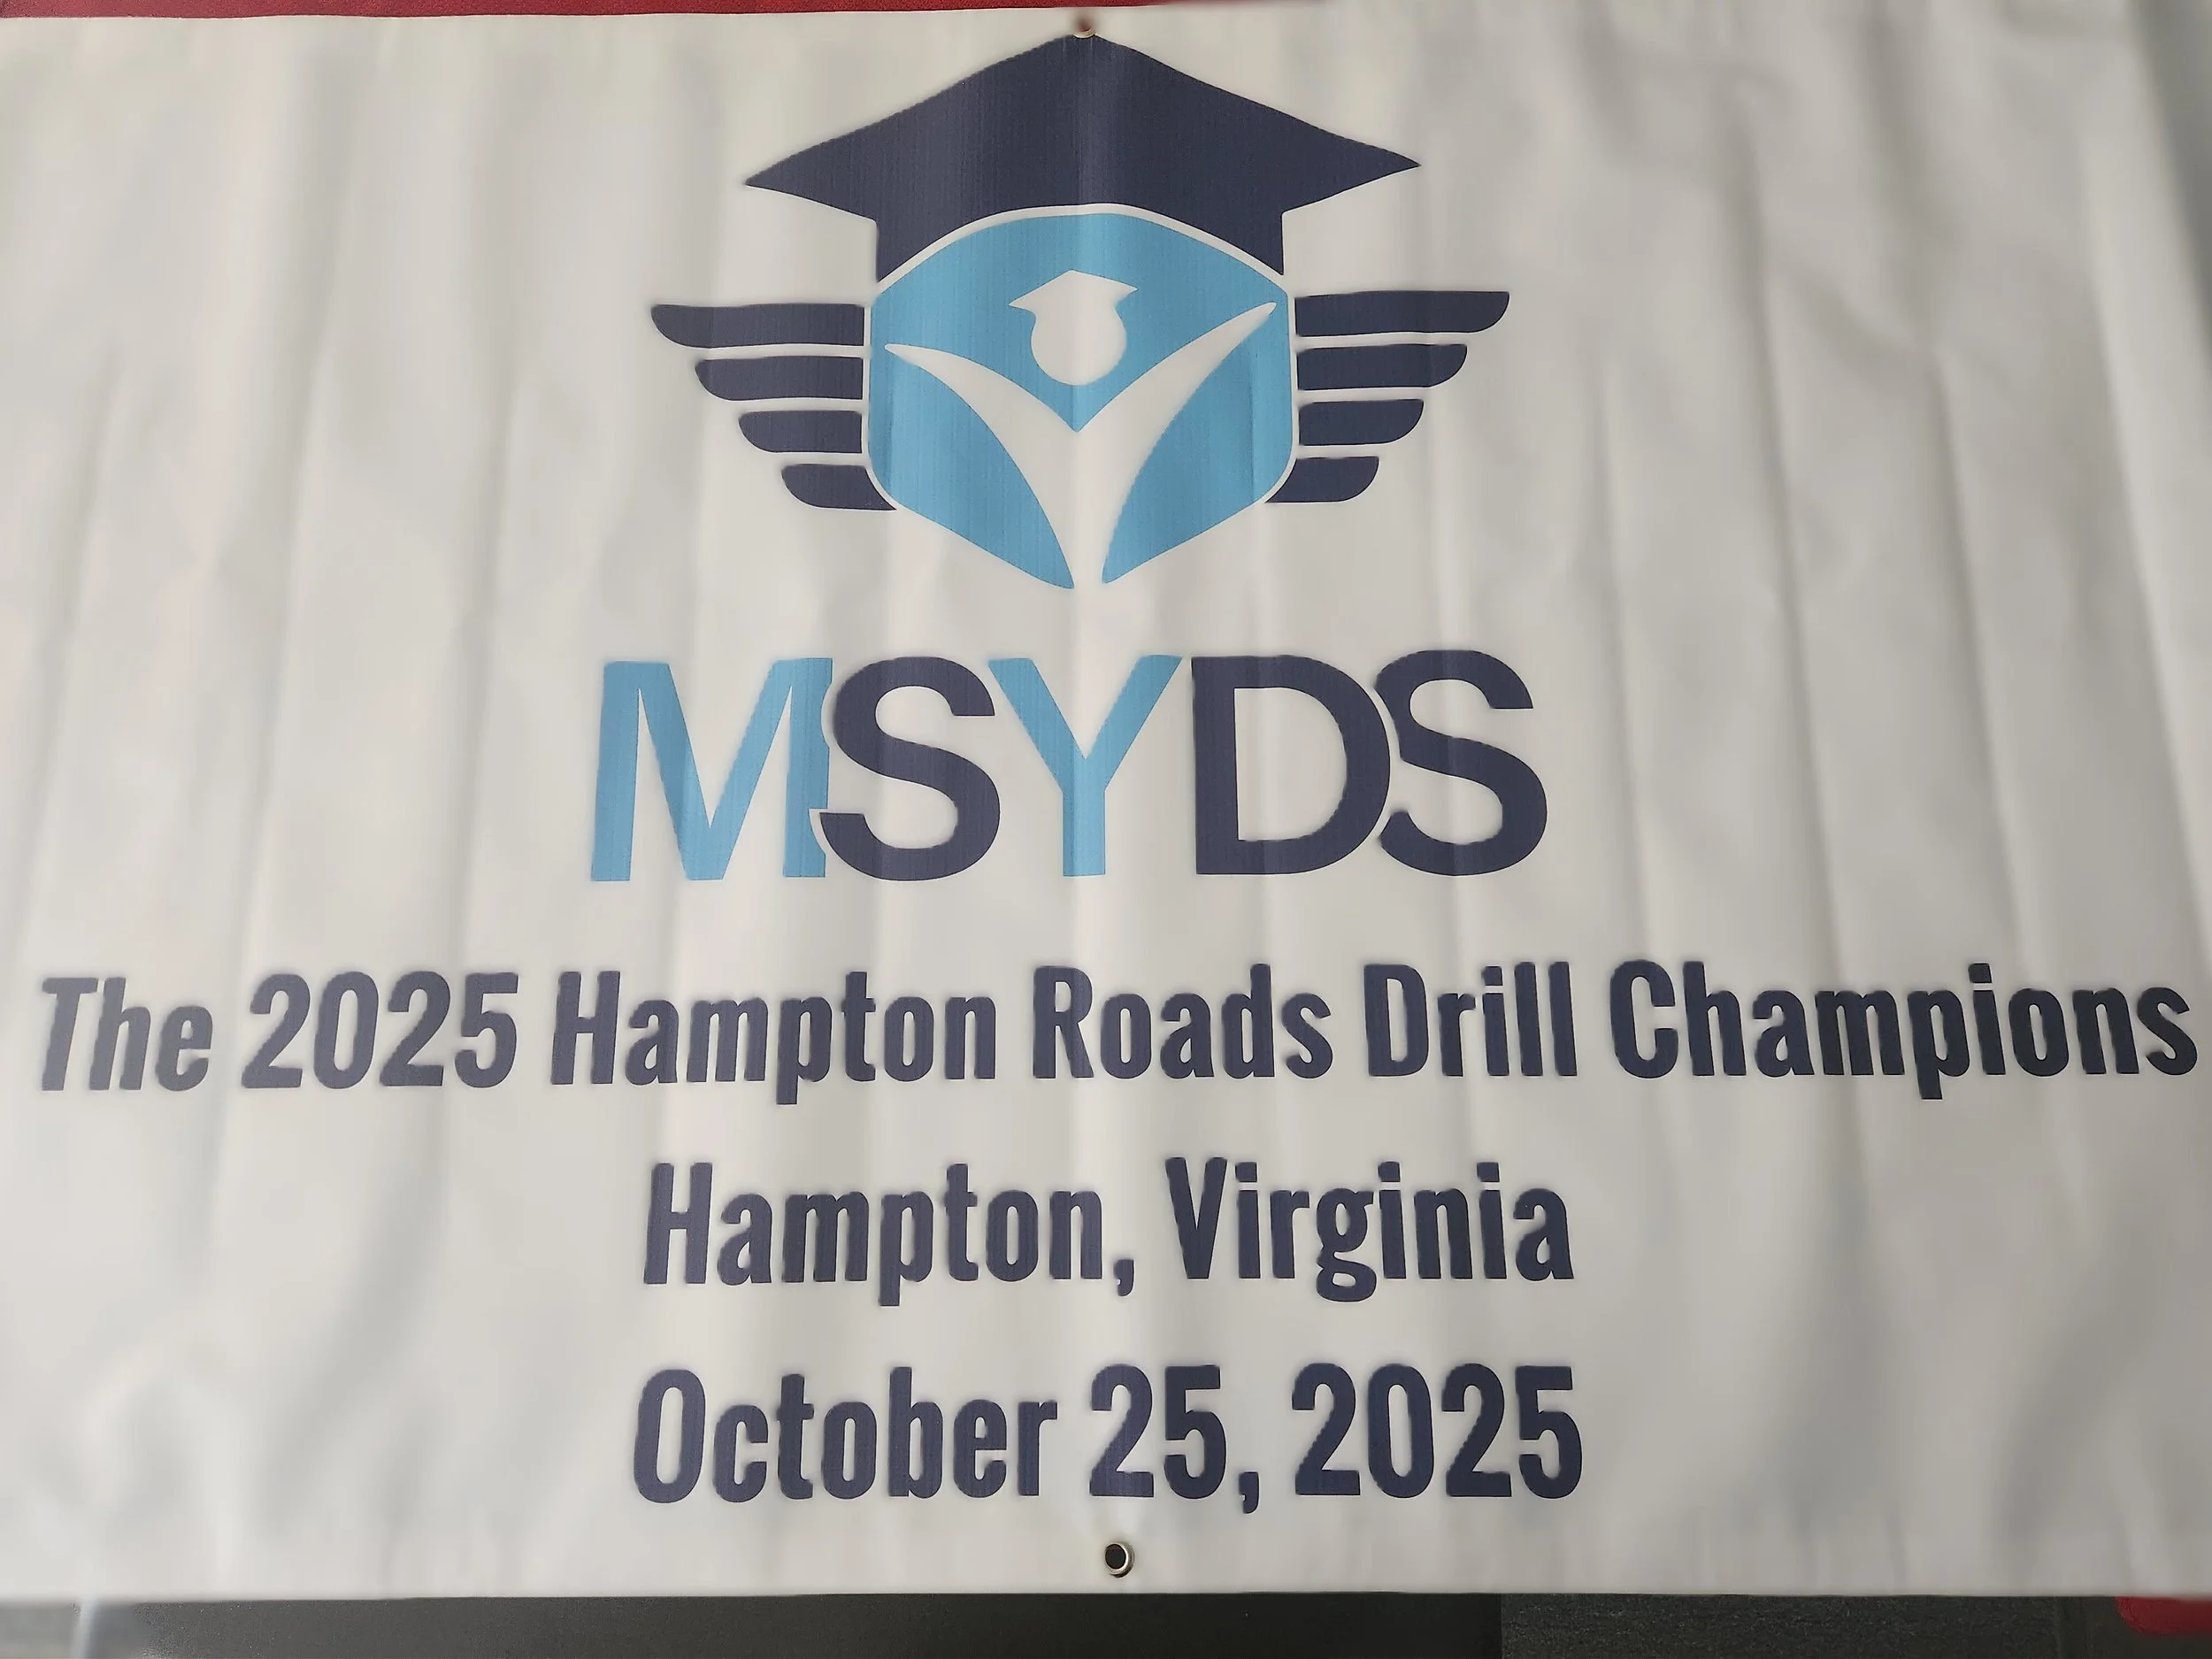 MSYDS
The 2025 Hampton Roads Drill Champions
Hampton, Virginia
October 25, 2025